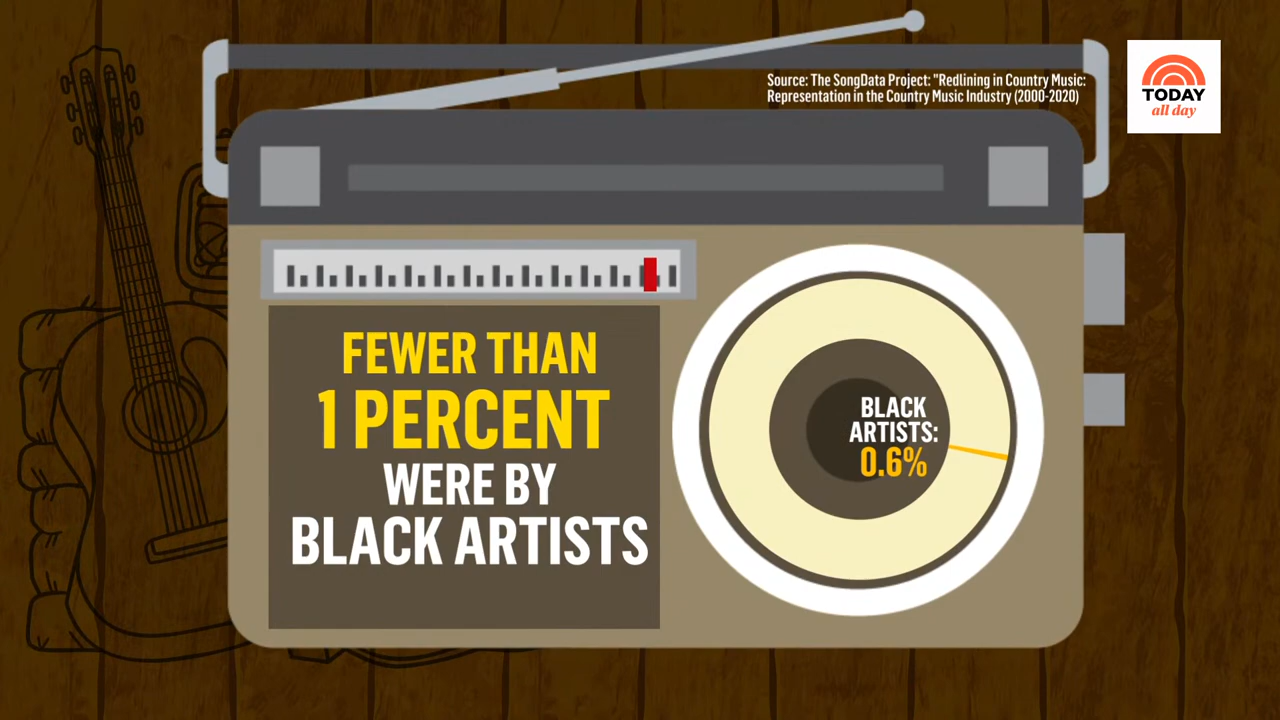 Source: The SongData Project: "Redlining in Country Music:
Representation in the Country Music Industry (2000-2020)
TODAY
all day
FEWER THAN
1 PERCENT
WERE BY
BLACK ARTISTS
BLACK
ARTISTS:
0.6%